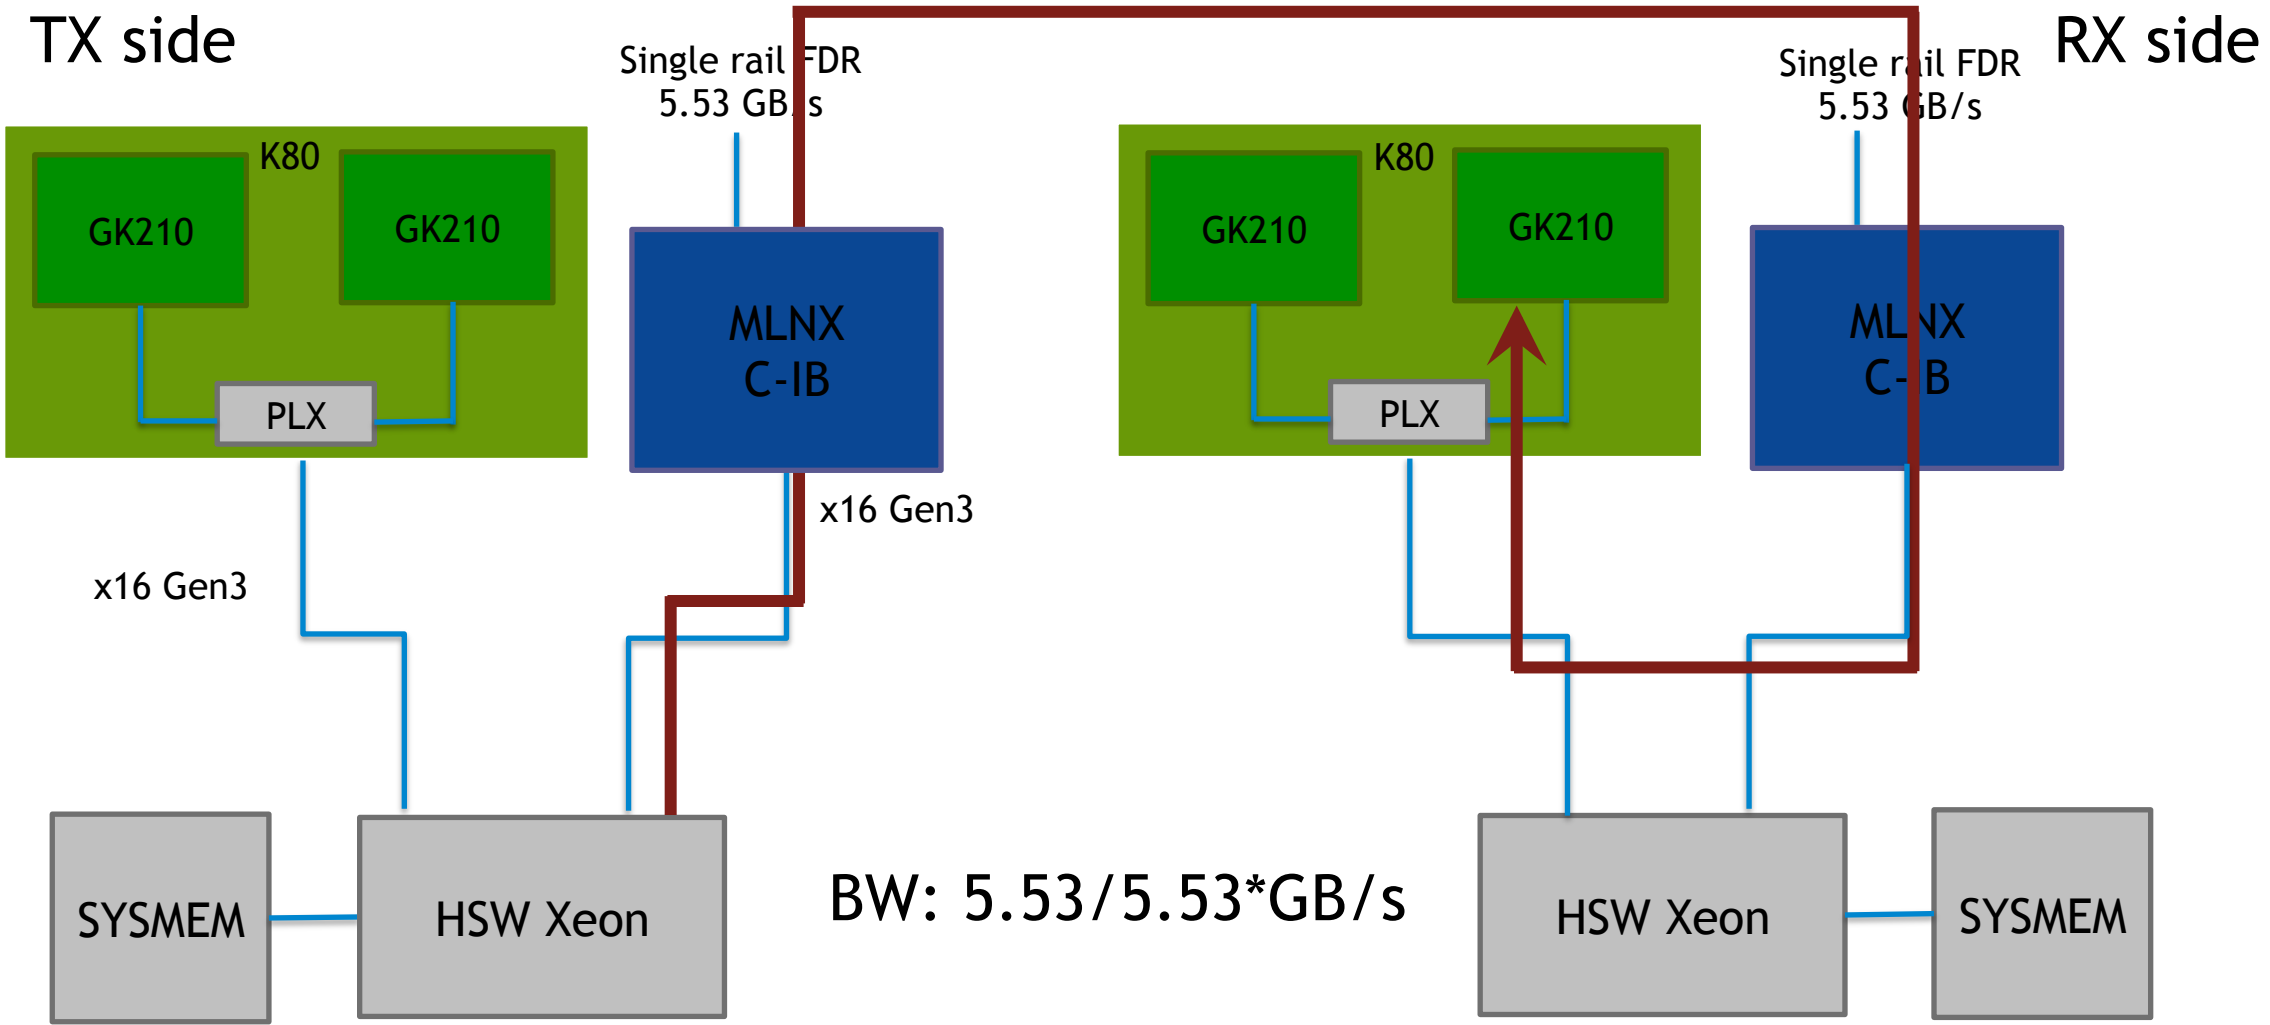 TX side
Single rail FDR
5.53 GB/s
Single rail FDR
5.53 GB/s
RX side
K80
GK210
GK210
PLX
MLNX
C-IB
K80
GK210
GK210
PLX
MLNX
C-IB
x16 Gen3
x16 Gen3
SYSMEM
HSW Xeon
BW: 5.53/5.53*GB/s
HSW Xeon
SYSMEM